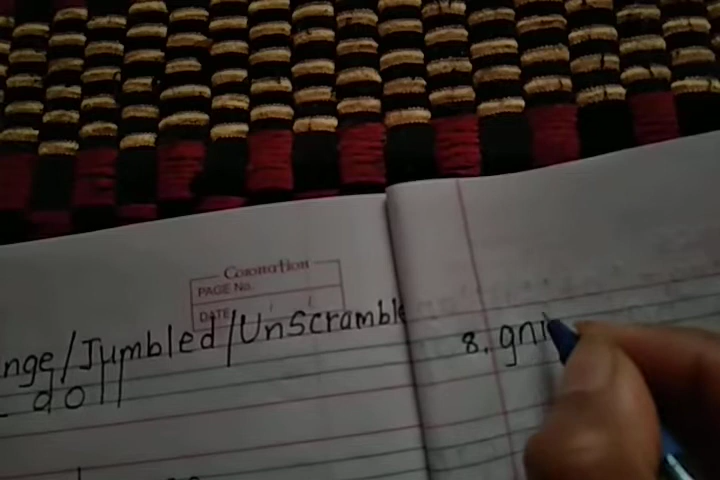 Coronation
PAGE No.
DATE
nge/Jumbled/UnScramble
doll
8. gni